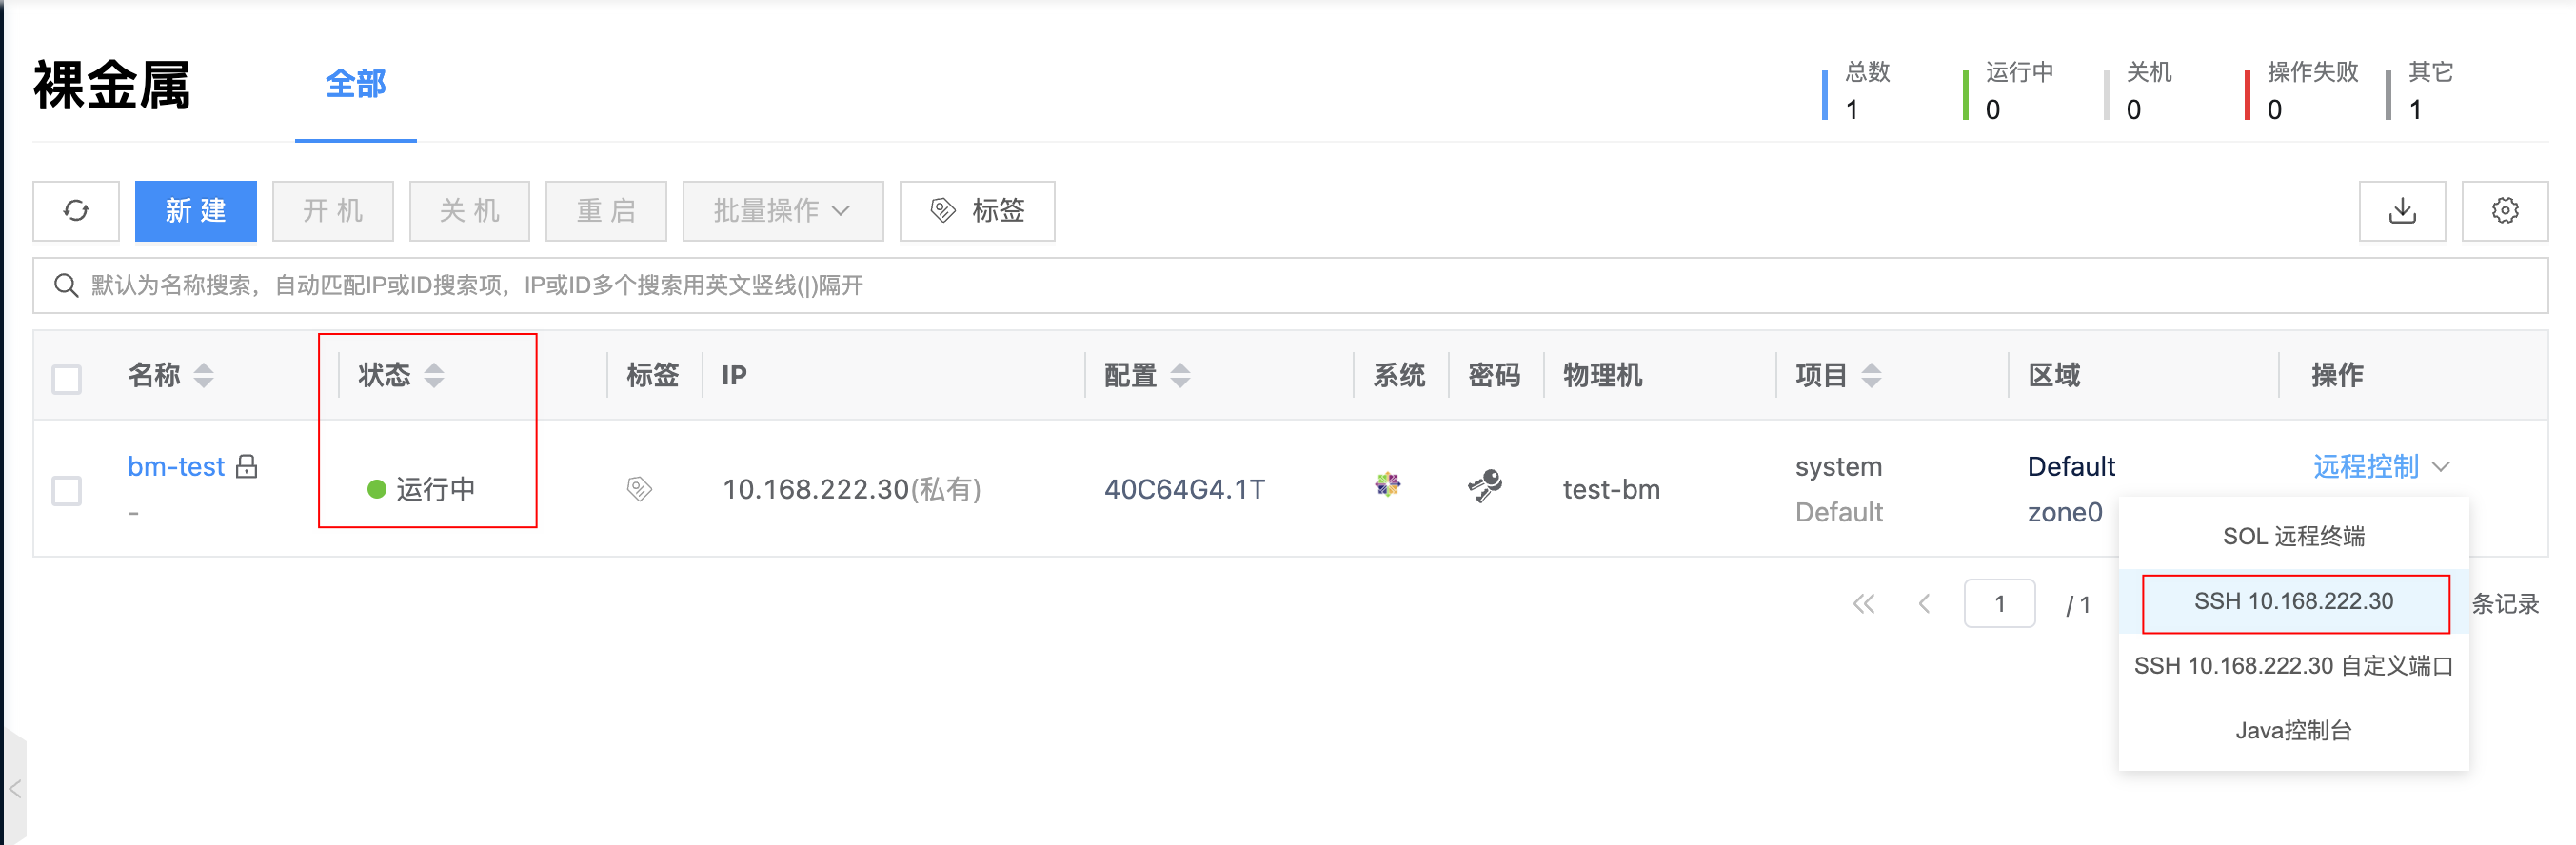 裸金属
全部
总数 运行中 关机 操作失败 其它
1 0 0 0 1
新 建 开 机 关 机 重 启 批量操作 标签
默认为名称搜索，自动匹配IP或ID搜索项，IP或ID多个搜索用英文竖线(|)隔开
名称 状态 标签 IP 配置 系统 密码 物理机 项目 区域 操作
bm-test system Default 远程控制
运行中 10.168.222.30(私有) 40C64G4.1T test-bm
- Default zone0
SOL 远程终端
SSH 10.168.222.30
1 / 1 条记录
SSH 10.168.222.30 自定义端口
Java控制台